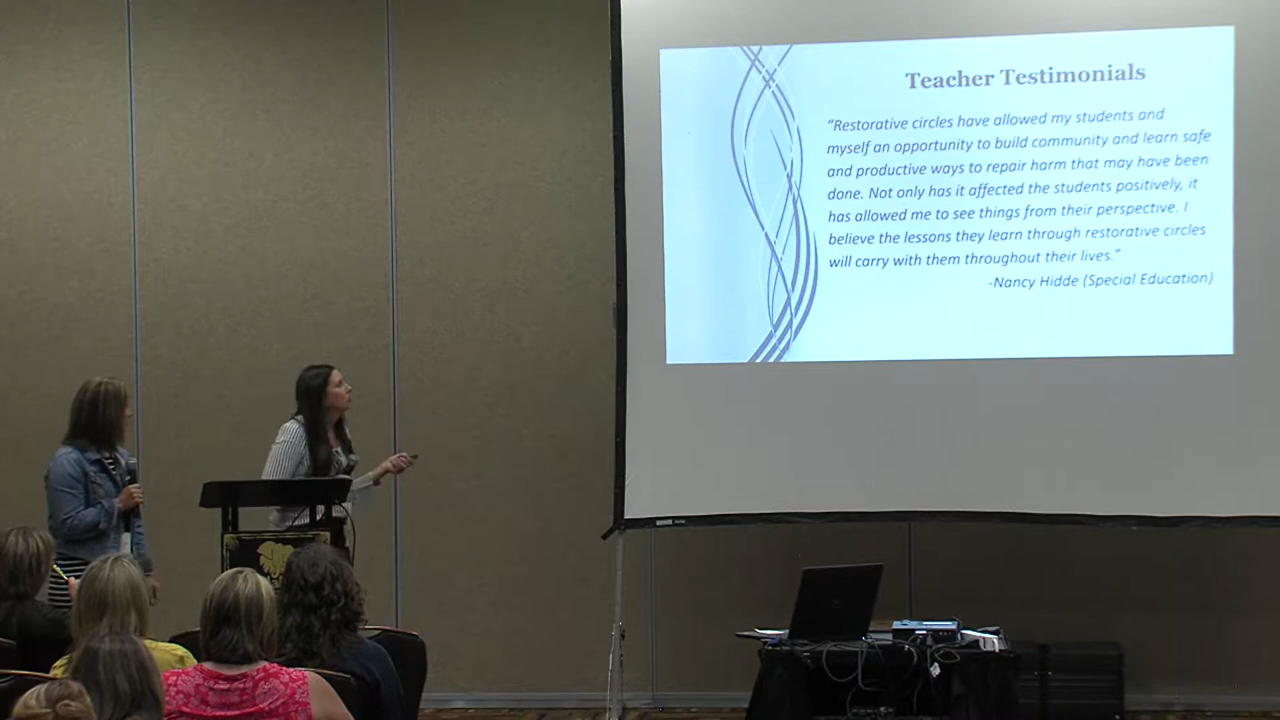 Teacher Testimonials
“Restorative circles have allowed my students and
myself an opportunity to build community and learn safe
and productive ways to repair harm that may have been
done. Not only has it affected the students positively, it
has allowed me to see things from their perspective. I
believe the lessons they learn through restorative circles
will carry with them throughout their lives.”
-Nancy Hidde (Special Education)